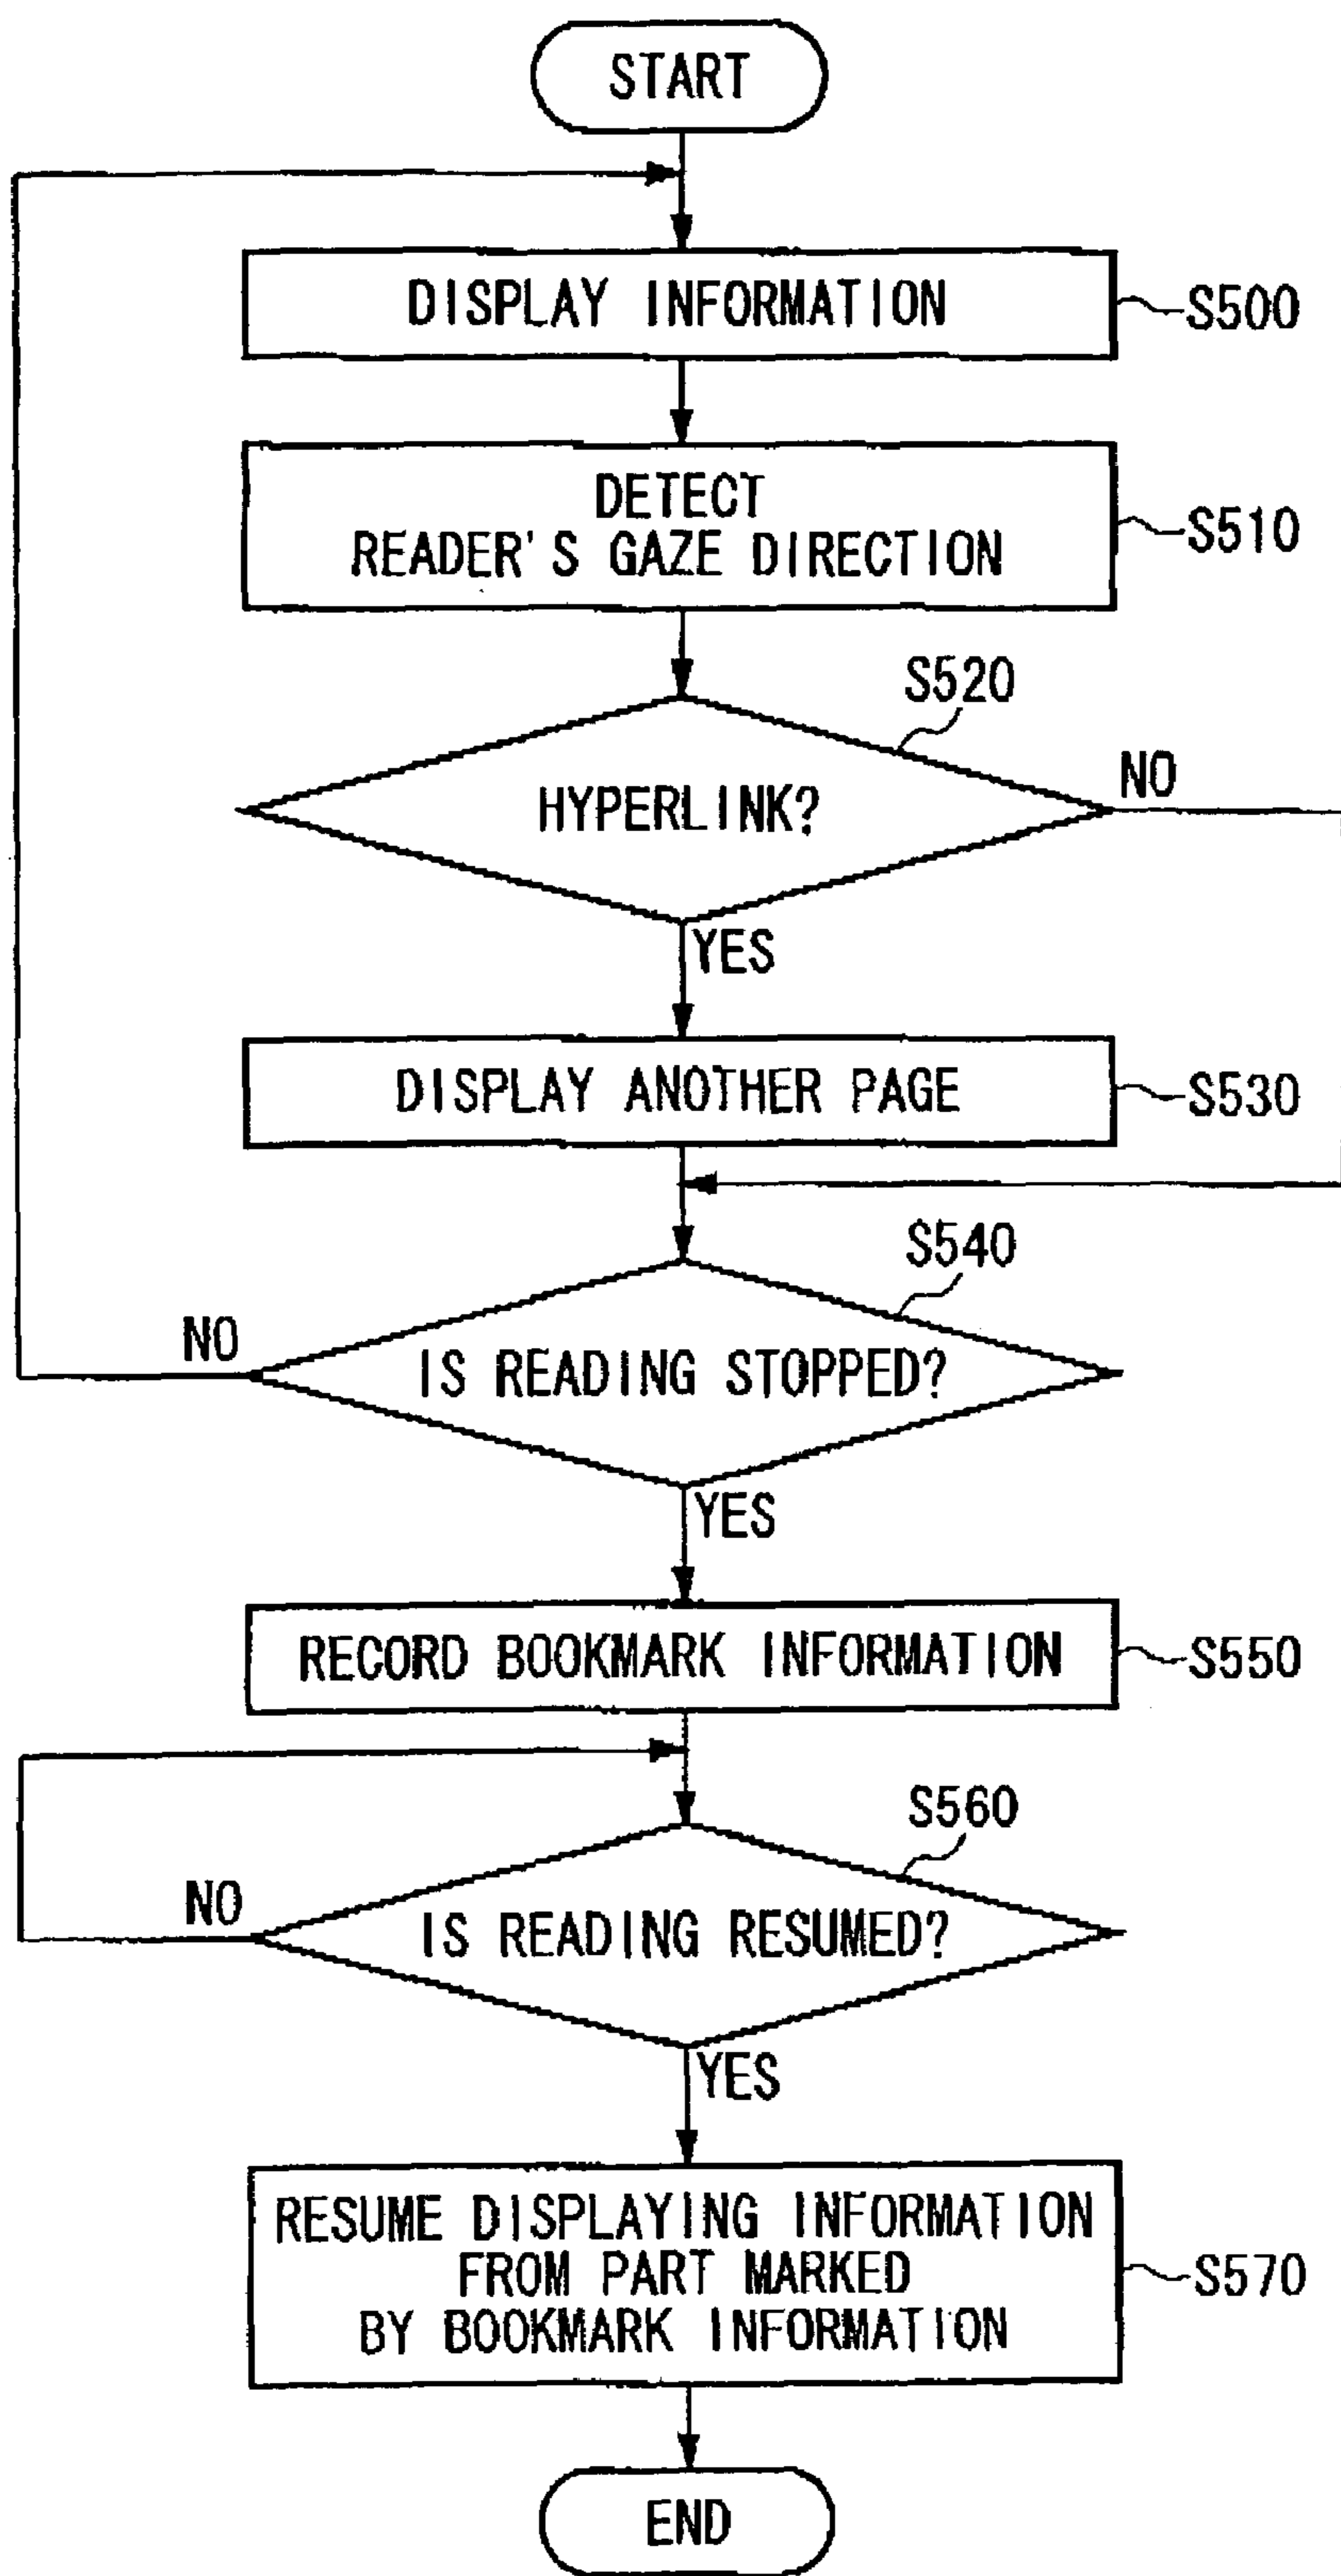 START
DISPLAY INFORMATION
S500
DETECT
READER'S GAZE DIRECTION
S510
S520
HYPERLINK?
NO
YES
DISPLAY ANOTHER PAGE
S530
S540
NO
IS READING STOPPED?
YES
RECORD BOOKMARK INFORMATION
S550
S560
NO
IS READING RESUMED?
YES
RESUME DISPLAYING INFORMATION
FROM PART MARKED
BY BOOKMARK INFORMATION
S570
END